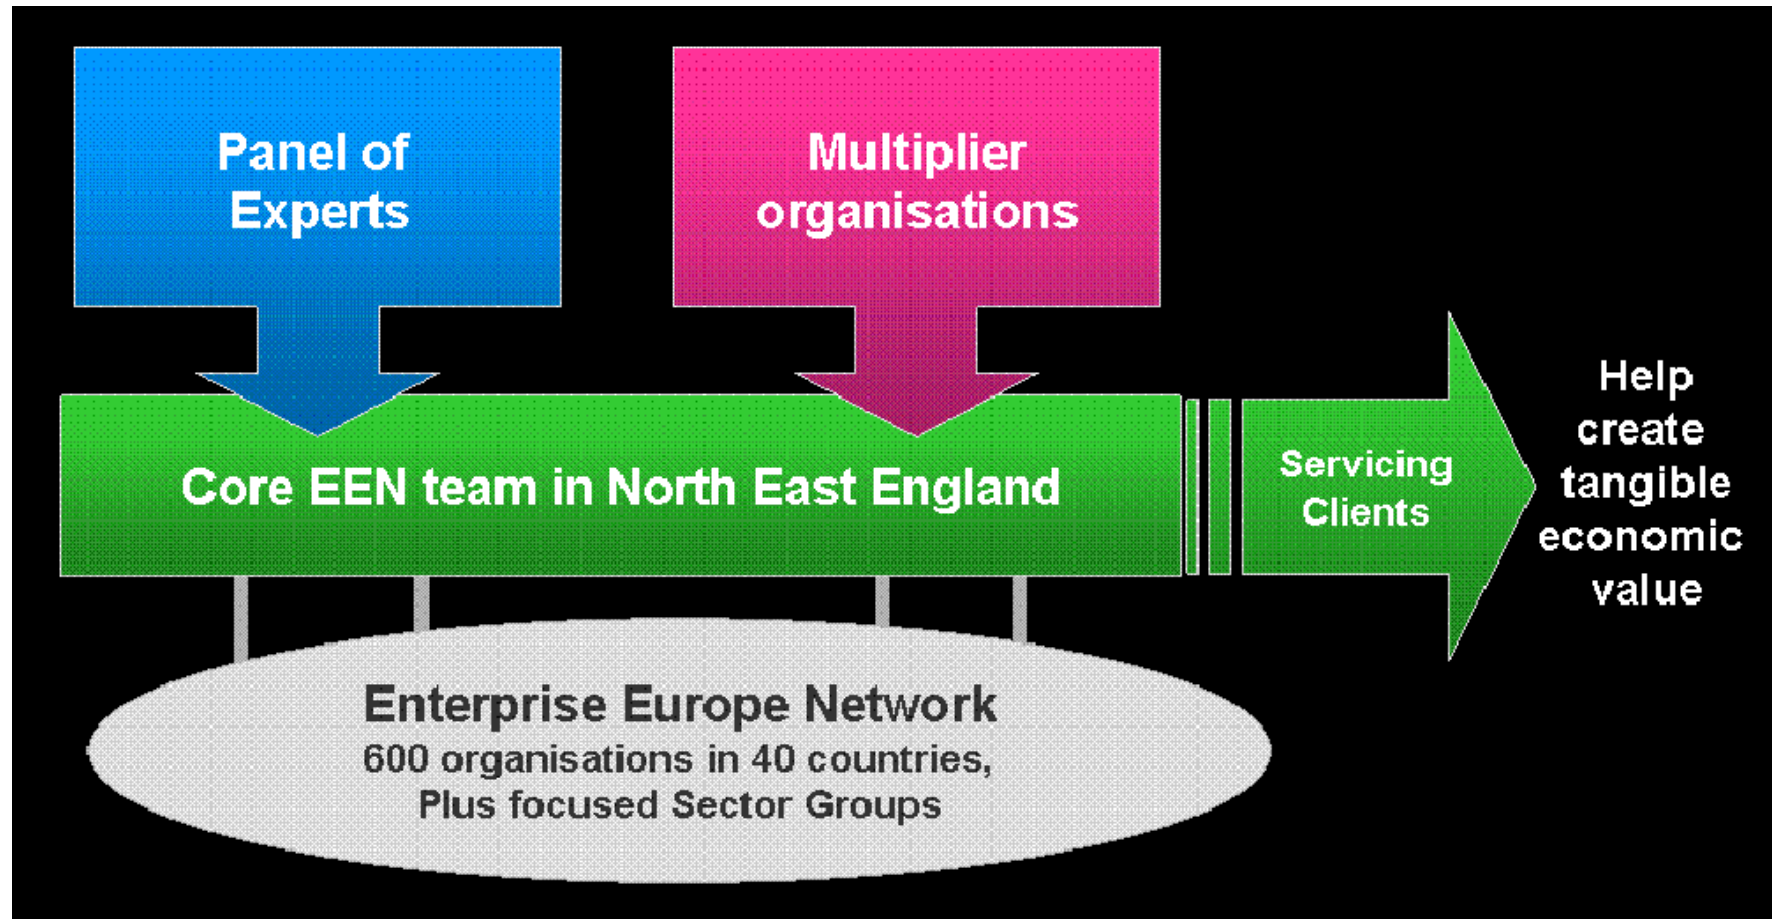 Panel of
Experts
Multiplier
organisations
Core EEN team in North East England
Servicing
Clients
Help
create
tangible
economic
value
Enterprise Europe Network
600 organisations in 40 countries,
Plus focused Sector Groups